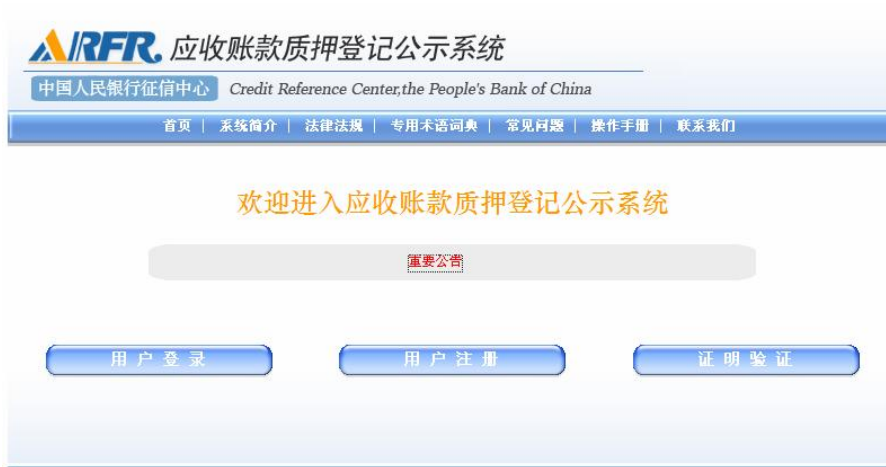 ARFR. 应收账款质押登记公示系统
中国人民银行征信中心 Credit Reference Center,the People's Bank of China
首页 | 系统简介 | 法律法规 | 专用术语词典 | 常见问题 | 操作手册 | 联系我们
欢迎进入应收账款质押登记公示系统
重要公告
用户登录 用户注册 证明验证